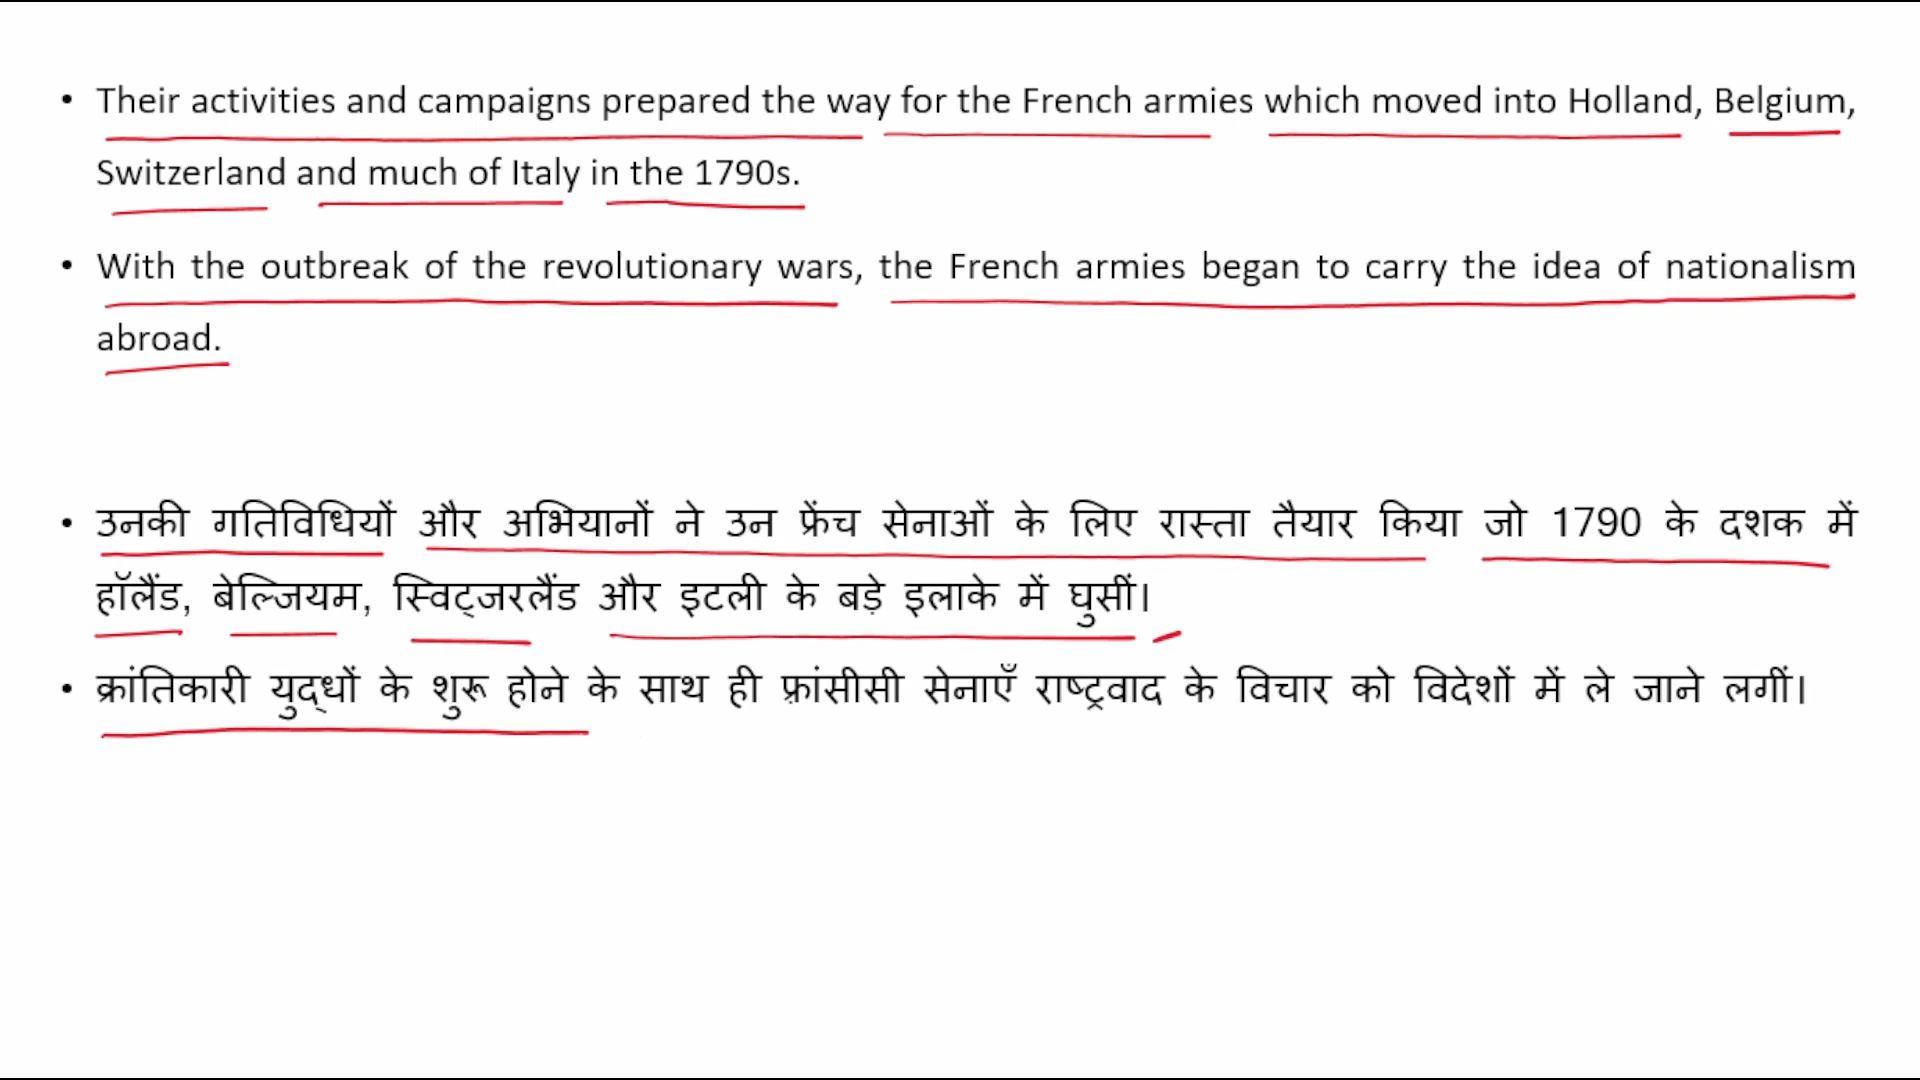 • Their activities and campaigns prepared the way for the French armies which moved into Holland, Belgium,
Switzerland and much of Italy in the 1790s.
• With the outbreak of the revolutionary wars, the French armies began to carry the idea of nationalism
abroad.
• उनकी गतिविधियों और अभियानों ने उन फ्रेंच सेनाओं के लिए रास्ता तैयार किया जो 1790 के दशक में
हॉलैंड, बेल्जियम, स्विट्जरलैंड और इटली के बड़े इलाके में घुसीं।
• क्रांतिकारी युद्धों के शुरू होने के साथ ही फ़्रांसीसी सेनाएँ राष्ट्रवाद के विचार को विदेशों में ले जाने लगीं।